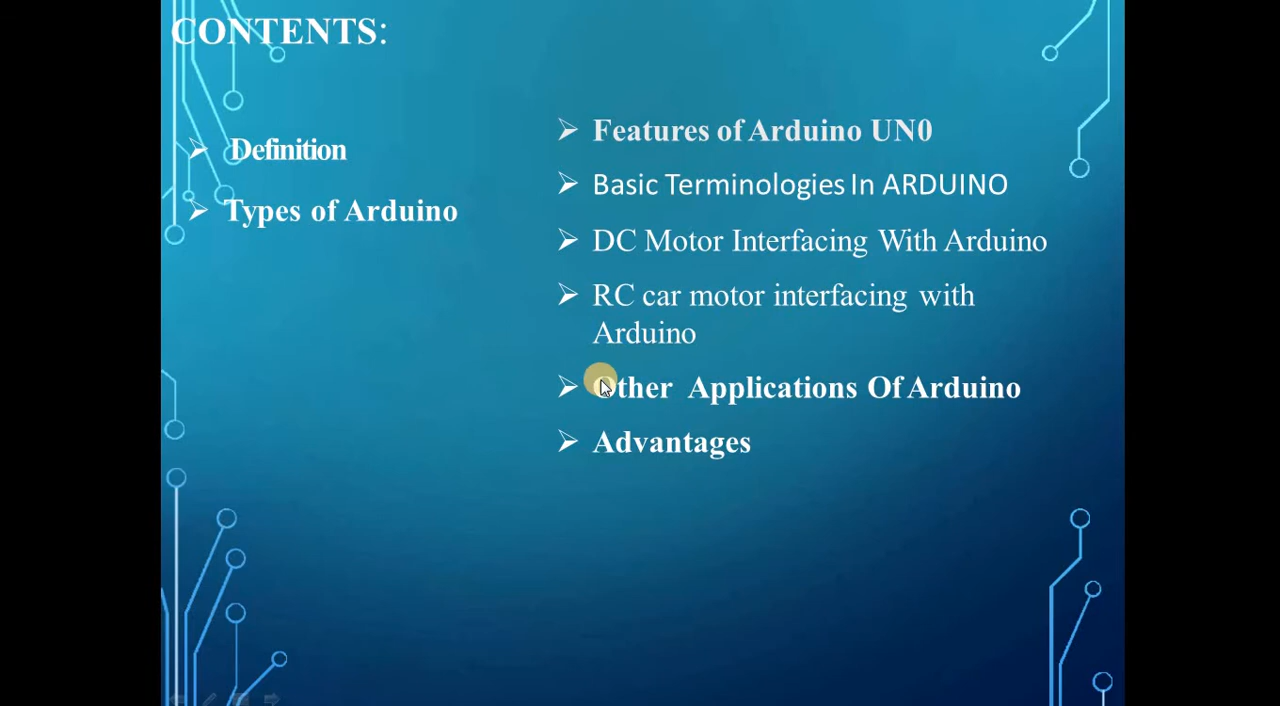 CONTENTS:
Definition
Types of Arduino
Features of Arduino UN0
Basic Terminologies In ARDUINO
DC Motor Interfacing With Arduino
RC car motor interfacing with
Arduino
Other Applications Of Arduino
Advantages